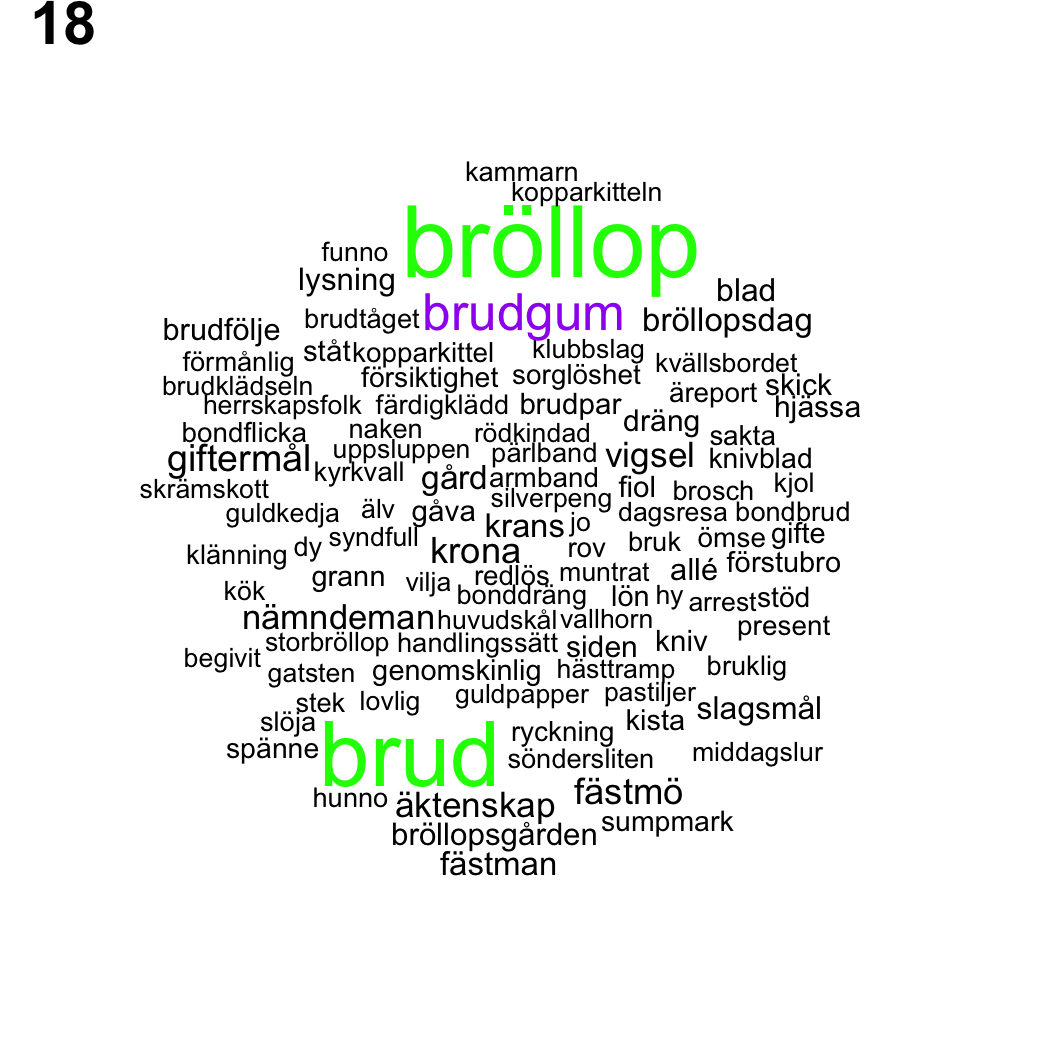 18
kammarn
kopparkitteln
bröllop
funno
lysning
blad
brudgum
brudföljе brudtåget bröllopsdag
ståt kopparkittel klubbslag
förmånlig kvällsbordet
brudklädseln försiktighet sorglöshet äreport skick
herrskapsfolk färdigklädd brudpar hjässa
dräng
bondflicka naken rödkindad sakta
giftermål uppsluppen pärlband vigsel knivblad
kyrkvall gård armband
skrämskott silverpeng fiol brosch kjol
guldkedja älv gåva dagsresa bondbrud
krans jo
klänning dy syndfull krona rov bruk ömse gifte
grann vilja redlös muntrat allé förstubro
kök bonddräng lön hy arrest stöd
nämndeman huvudskål vallhorn present
storbröllop handlingssätt siden kniv
begivit gatsten genomskinlig hästtramp bruklig
stek lovlig guldpapper pastiljer
slöja ryckning kista slagsmål
spänne brud söndersliten middagslur
hunno äktenskap fästmö
bröllopsgården sumpmark
fästman